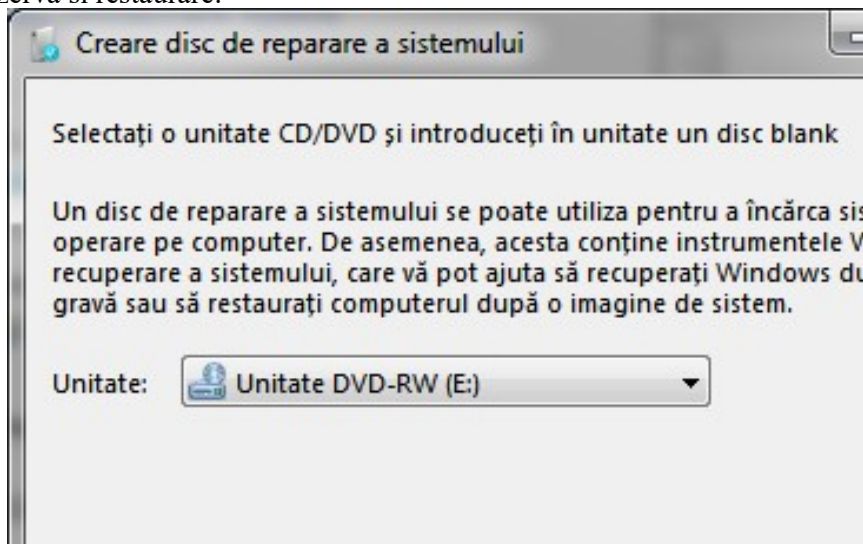 si restaurare.
Creare disc de reparare a sistemului
Selectați o unitate CD/DVD și introduceți în unitate un disc blank
Un disc de reparare a sistemului se poate utiliza pentru a încărca
operare pe computer. De asemenea, acesta conține instrumentele
recuperare a sistemului, care vă pot ajuta să recuperați Windows
gravă sau să restaurați computerul după o imagine de sistem.
Unitate: Unitate DVD-RW (E:)